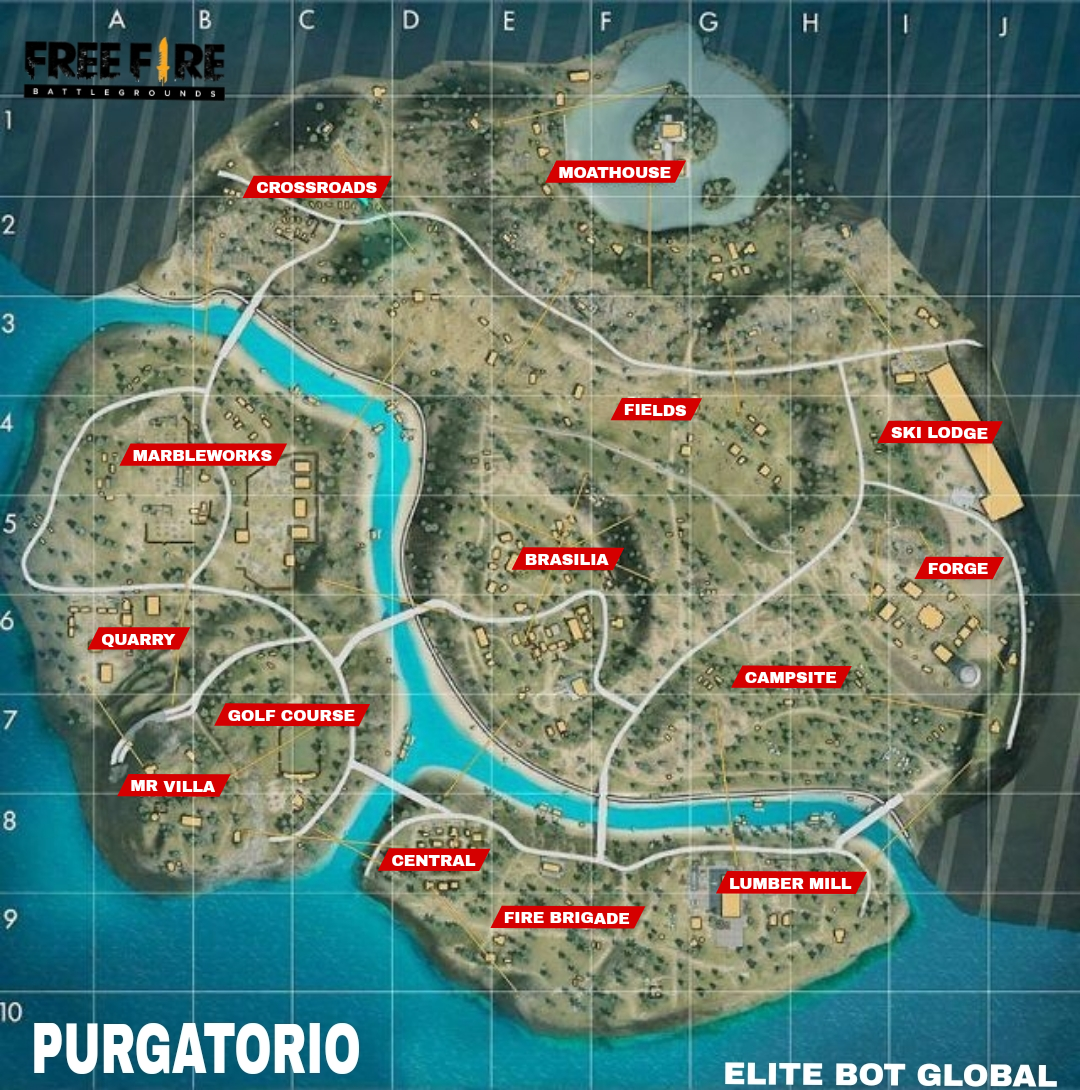 A B C D E F G H I J
FREE FIRE
BATTLEGROUNDS
1
MOATHOUSE
CROSSROADS
2
3
FIELDS
4
SKI LODGE
MARBLEWORKS
5
BRASILIA
FORGE
6
QUARRY
CAMPSITE
GOLF COURSE
7
MR VILLA
8
CENTRAL
LUMBER MILL
FIRE BRIGADE
9
10
PURGATORIO
ELITE BOT GLOBAL